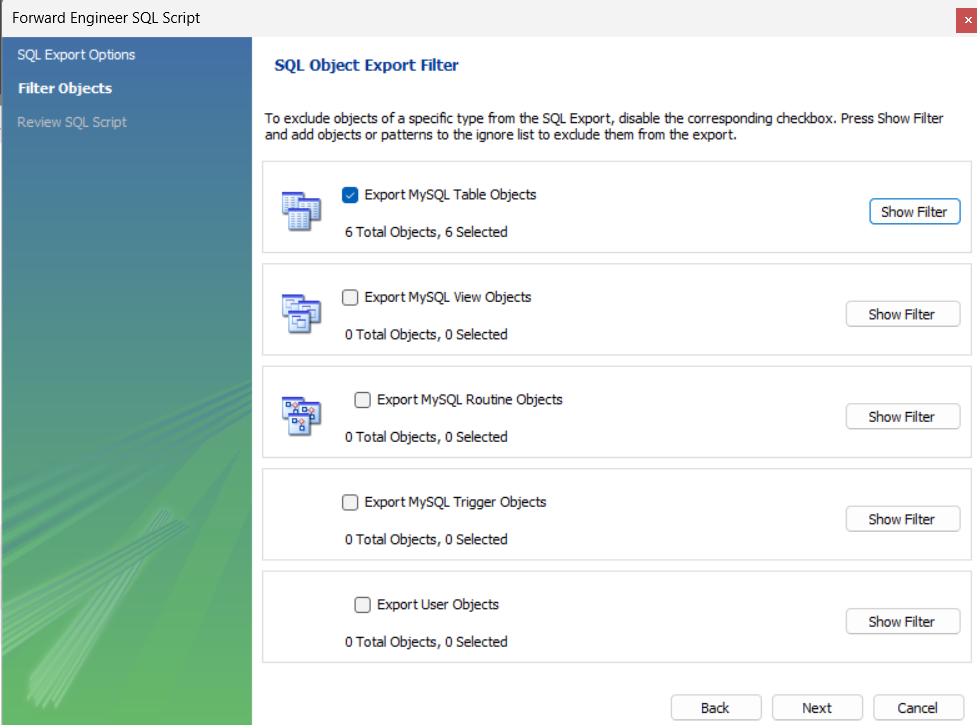 Forward Engineer SQL Script
SQL Export Options
Filter Objects
Review SQL Script
SQL Object Export Filter
To exclude objects of a specific type from the SQL Export, disable the corresponding checkbox. Press Show Filter
and add objects or patterns to the ignore list to exclude them from the export.
Export MySQL Table Objects
6 Total Objects, 6 Selected
Show Filter
Export MySQL View Objects
0 Total Objects, 0 Selected
Show Filter
Export MySQL Routine Objects
0 Total Objects, 0 Selected
Show Filter
Export MySQL Trigger Objects
0 Total Objects, 0 Selected
Show Filter
Export User Objects
0 Total Objects, 0 Selected
Show Filter
Back
Next
Cancel